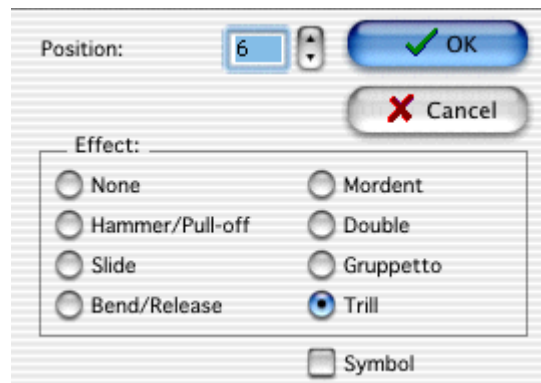 Position: 6 OK
Cancel
Effect:
None Mordent
Hammer/Pull-off Double
Slide Gruppetto
Bend/Release Trill
Symbol